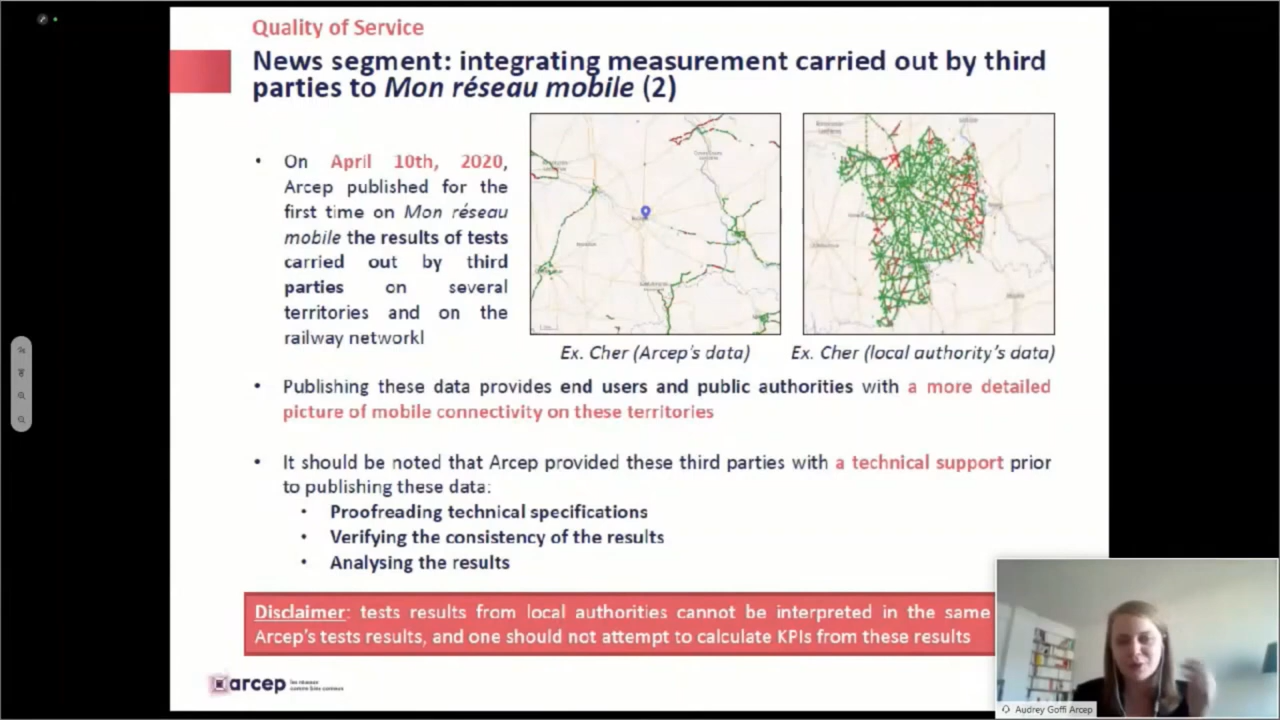 Quality of Service
News segment: integrating measurement carried out by third
parties to Mon réseau mobile (2)
• On April 10th, 2020,
Arcep published for the
first time on Mon réseau
mobile the results of tests
carried out by third
parties on several
territories and on the
railway networkl
Ex. Cher (Arcep's data)
Ex. Cher (local authority's data)
• Publishing these data provides end users and public authorities with a more detailed
picture of mobile connectivity on these territories
• It should be noted that Arcep provided these third parties with a technical support prior
to publishing these data:
• Proofreading technical specifications
• Verifying the consistency of the results
• Analysing the results
Disclaimer: tests results from local authorities cannot be interpreted in the same
Arcep's tests results, and one should not attempt to calculate KPIs from these results
arcep
les réseaux
comme bien commun
Audrey Goffi Arcep